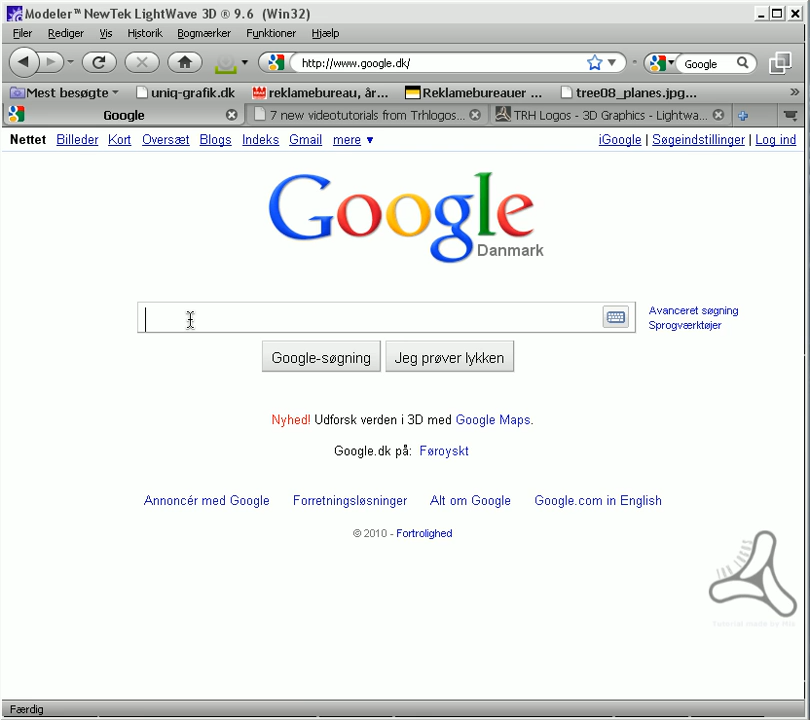 Modeler™ NewTek LightWave 3D ® 9.6 (Win32)
Filer Rediger Vis Historik Bogmærker Funktioner Hjælp
http://www.google.dk/ Google
Mest besøgte uniq-grafik.dk reklamebureau, år... Reklamebureauer ... tree08_planes.jpg... »
Google 7 new videotutorials from Trhlogos... TRH Logos - 3D Graphics - Lightwa...
Nettet Billeder Kort Oversæt Blogs Indeks Gmail mere ▼ iGoogle | Søgeindstillinger | Log ind
Google
Danmark
Avanceret søgning
Sprogværktøjer
Google-søgning Jeg prøver lykken
Nyhed! Udforsk verden i 3D med Google Maps.
Google.dk på: Føroyskt
Annoncér med Google Forretningsløsninger Alt om Google Google.com in English
© 2010 - Fortrolighed
Færdig